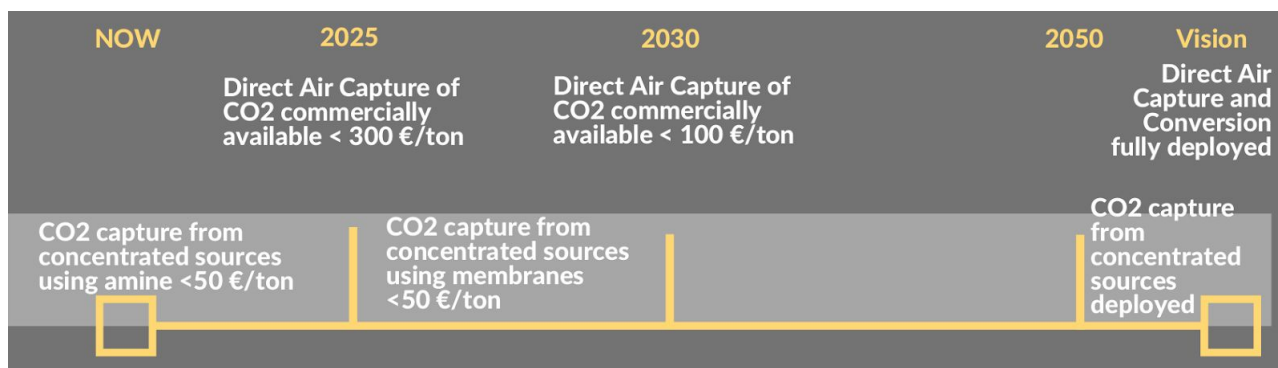 NOW 2025 2030 2050 Vision
Direct Air Capture of
CO2 commercially
available < 300 €/ton
Direct Air Capture of
CO2 commercially
available < 100 €/ton
Direct Air
Capture and
Conversion
fully deployed
CO2 capture from
concentrated sources
using amine <50 €/ton
CO2 capture from
concentrated sources
using membranes
<50 €/ton
CO2 capture
from
concentrated
sources
deployed